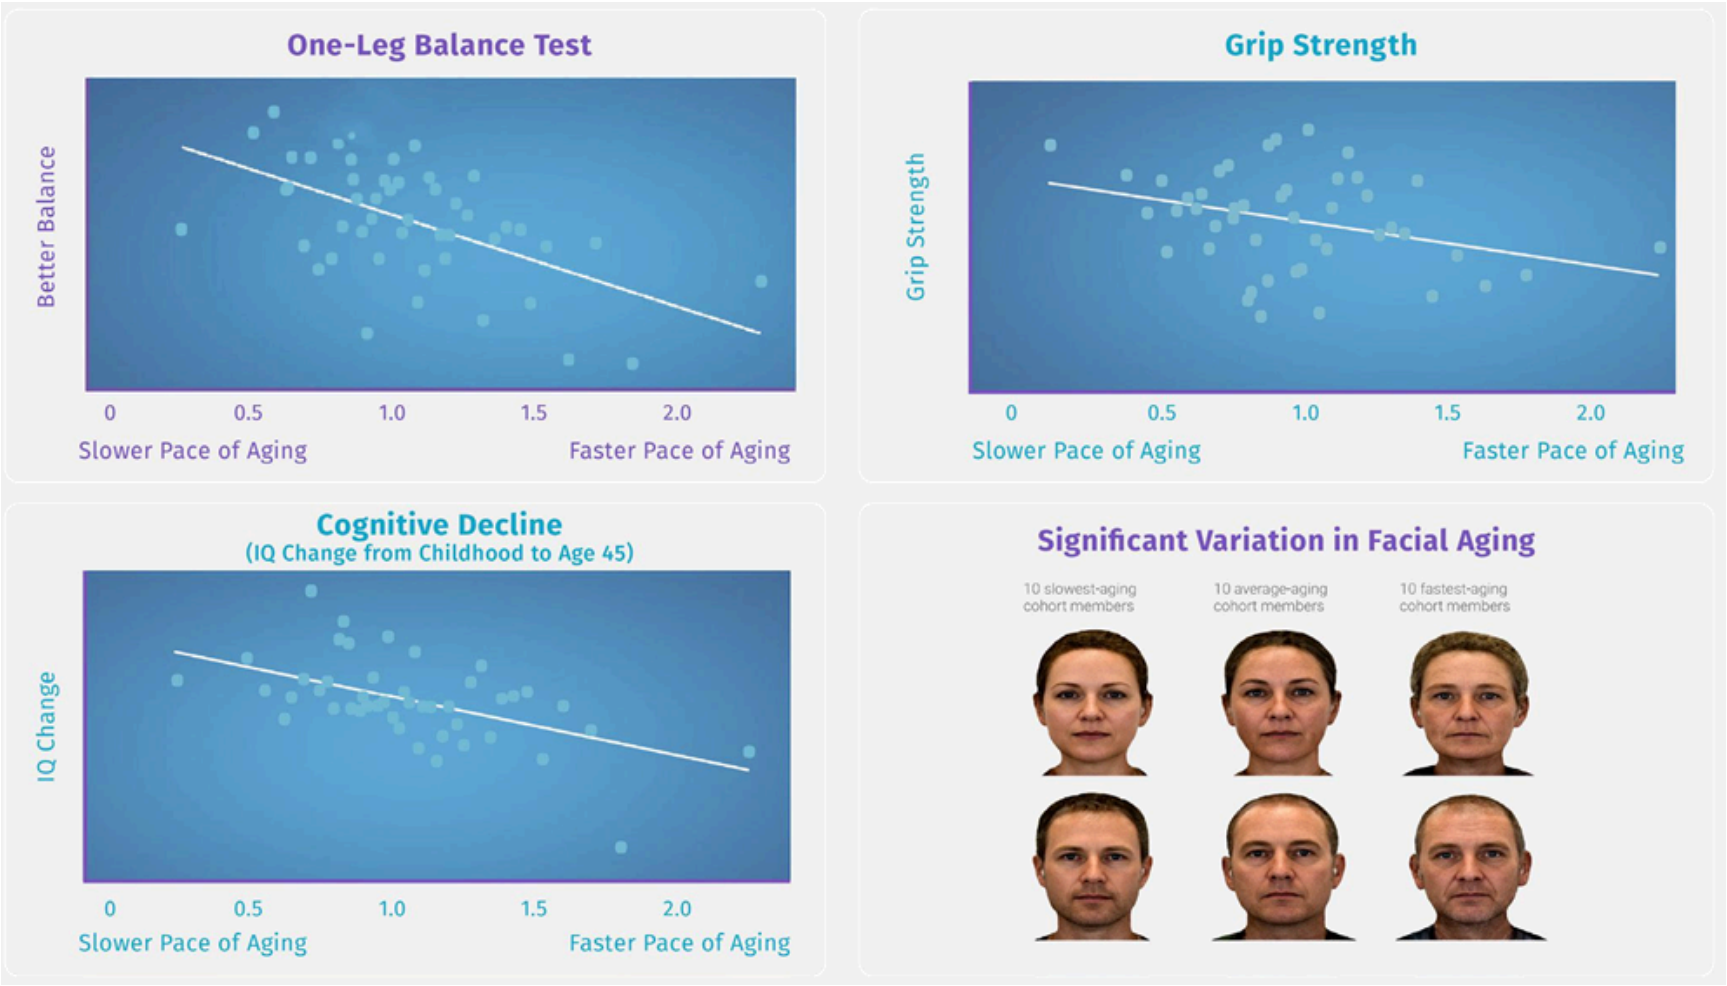 One-Leg Balance Test
Better Balance
0 0.5 1.0 1.5 2.0
Slower Pace of Aging Faster Pace of Aging
Grip Strength
Grip Strength
0 0.5 1.0 1.5 2.0
Slower Pace of Aging Faster Pace of Aging
Cognitive Decline
(IQ Change from Childhood to Age 45)
IQ Change
0 0.5 1.0 1.5 2.0
Slower Pace of Aging Faster Pace of Aging
Significant Variation in Facial Aging
10 slowest-aging
cohort members
10 average-aging
cohort members
10 fastest-aging
cohort members